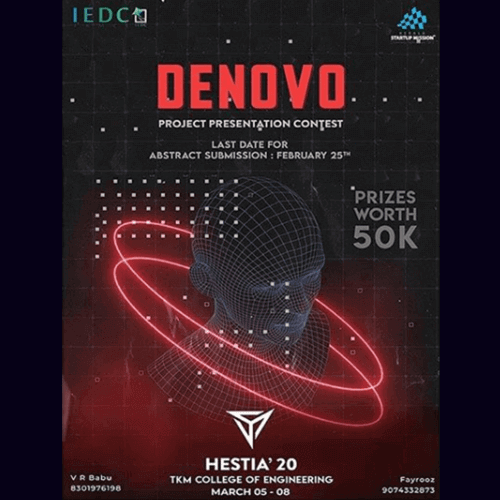 IEDC
KERALA
STARTUP MISSION
DENOVO
PROJECT PRESENTATION CONTEST
LAST DATE FOR
ABSTRACT SUBMISSION : FEBRUARY 25TH
PRIZES
WORTH
50K
HESTIA' 20
TKM COLLEGE OF ENGINEERING
MARCH 05 - 08
V R Babu
8301976198
Fayrooz
9074332873